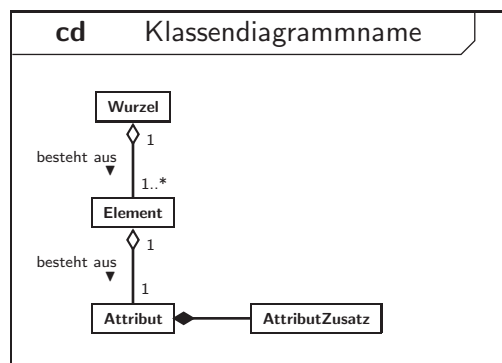 cd Klassendiagrammname
Wurzel
1
besteht aus
1..*
Element
1
besteht aus
1
Attribut
AttributZusatz